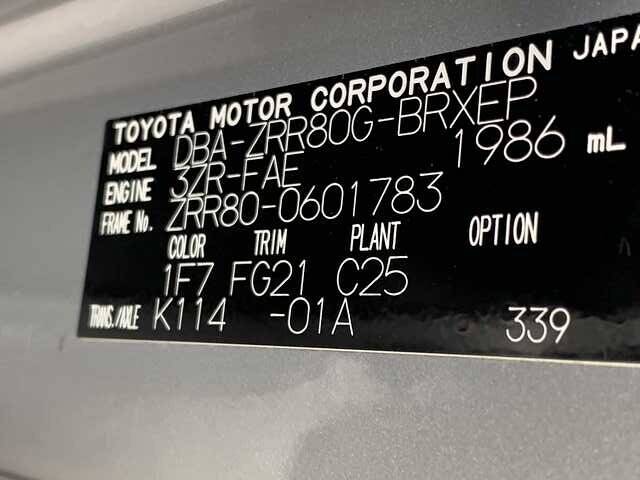 TOYOTA MOTOR CORPORATION JAPA
MODEL DBA-ZRR80G-BRXEP
ENGINE 3ZR-FAE 1986 mL
FRAME No. ZRR80-0601783
COLOR TRIM PLANT OPTION
1F7 FG21 C25
TRANS./AXLE K114 -01A 339